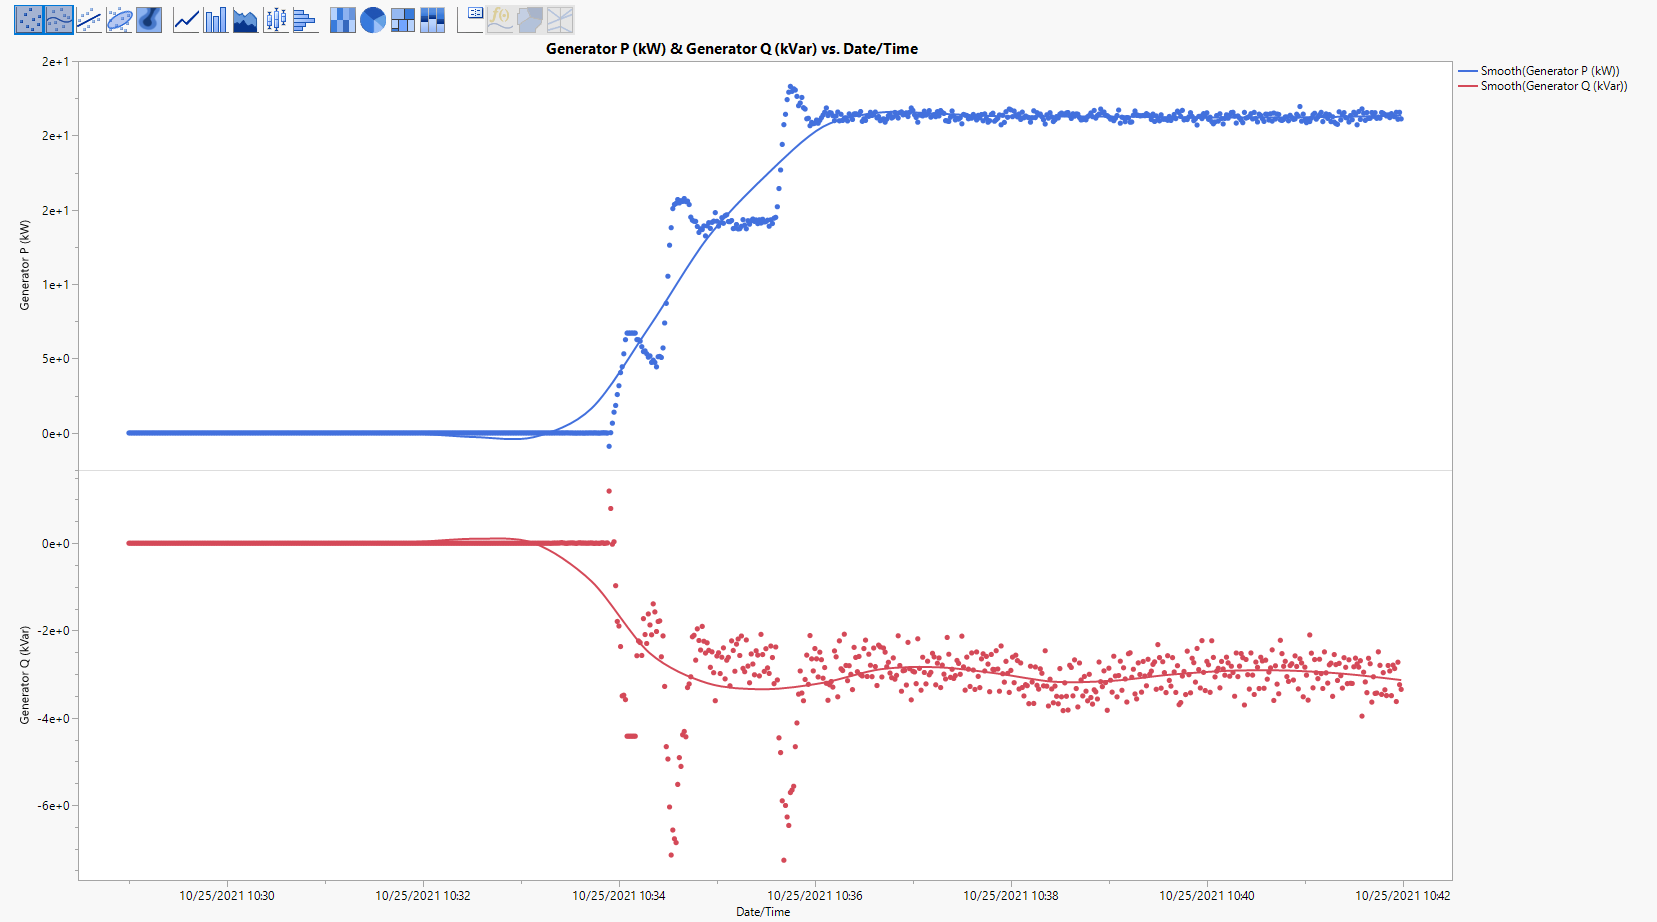 Generator P (kW) & Generator Q (kVar) vs. Date/Time
2e+1
2e+1
2e+1
1e+1
5e+0
0e+0
Generator P (kW)
0e+0
-2e+0
-4e+0
-6e+0
Generator Q (kVar)
10/25/2021 10:30
10/25/2021 10:32
10/25/2021 10:34
10/25/2021 10:36
10/25/2021 10:38
10/25/2021 10:40
10/25/2021 10:42
Date/Time
Smooth(Generator P (kW))
Smooth(Generator Q (kVar))